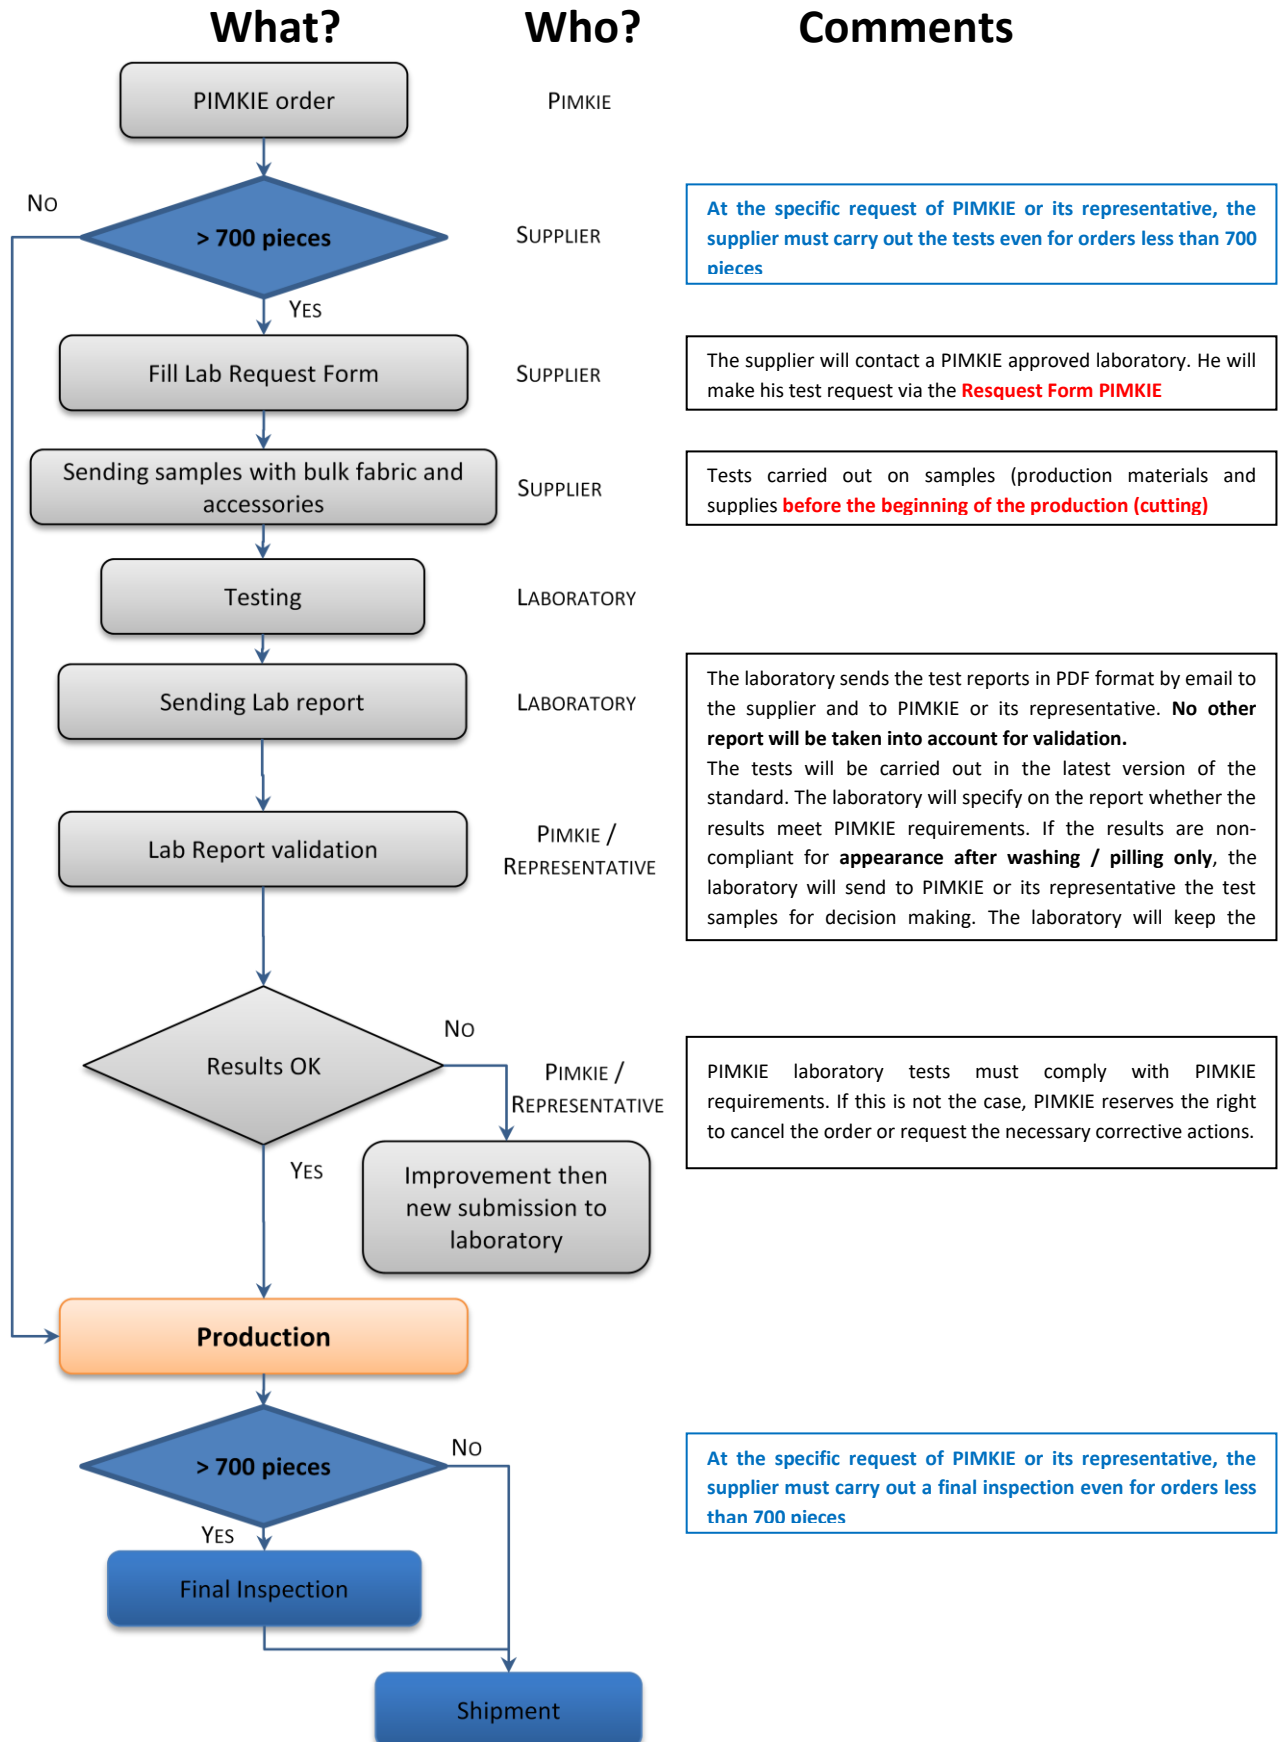 What? Who? Comments
PIMKIE order
PIMKIE
NO
> 700 pieces
SUPPLIER
At the specific request of PIMKIE or its representative, the
supplier must carry out the tests even for orders less than 700
pieces
YES
Fill Lab Request Form
SUPPLIER
The supplier will contact a PIMKIE approved laboratory. He will
make his test request via the Resquest Form PIMKIE
Sending samples with bulk fabric and
accessories
SUPPLIER
Tests carried out on samples (production materials and
supplies before the beginning of the production (cutting)
Testing
LABORATORY
Sending Lab report
LABORATORY
The laboratory sends the test reports in PDF format by email to
the supplier and to PIMKIE or its representative. No other
report will be taken into account for validation.
The tests will be carried out in the latest version of the
standard. The laboratory will specify on the report whether the
results meet PIMKIE requirements. If the results are non-
compliant for appearance after washing / pilling only, the
laboratory will send to PIMKIE or its representative the test
samples for decision making. The laboratory will keep the
Lab Report validation
PIMKIE /
REPRESENTATIVE
Results OK
NO
PIMKIE /
REPRESENTATIVE
PIMKIE laboratory tests must comply with PIMKIE
requirements. If this is not the case, PIMKIE reserves the right
to cancel the order or request the necessary corrective actions.
YES
Improvement then
new submission to
laboratory
Production
> 700 pieces
NO
At the specific request of PIMKIE or its representative, the
supplier must carry out a final inspection even for orders less
than 700 pieces
YES
Final Inspection
Shipment